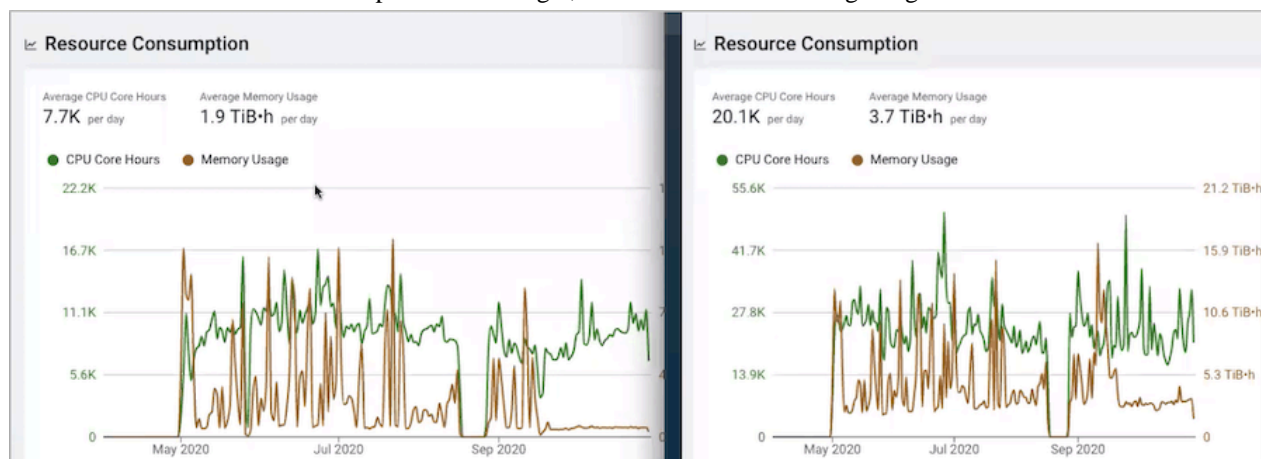 Resource Consumption
Average CPU Core Hours
Average Memory Usage
7.7K per day
1.9 TiB•h per day
CPU Core Hours
Memory Usage
22.2K
16.7K
11.1K
5.6K
0
May 2020
Jul 2020
Sep 2020
Resource Consumption
Average CPU Core Hours
Average Memory Usage
20.1K per day
3.7 TiB•h per day
CPU Core Hours
Memory Usage
55.6K
21.2 TiB•h
41.7K
15.9 TiB•h
27.8K
10.6 TiB•h
13.9K
5.3 TiB•h
0
0
May 2020
Jul 2020
Sep 2020